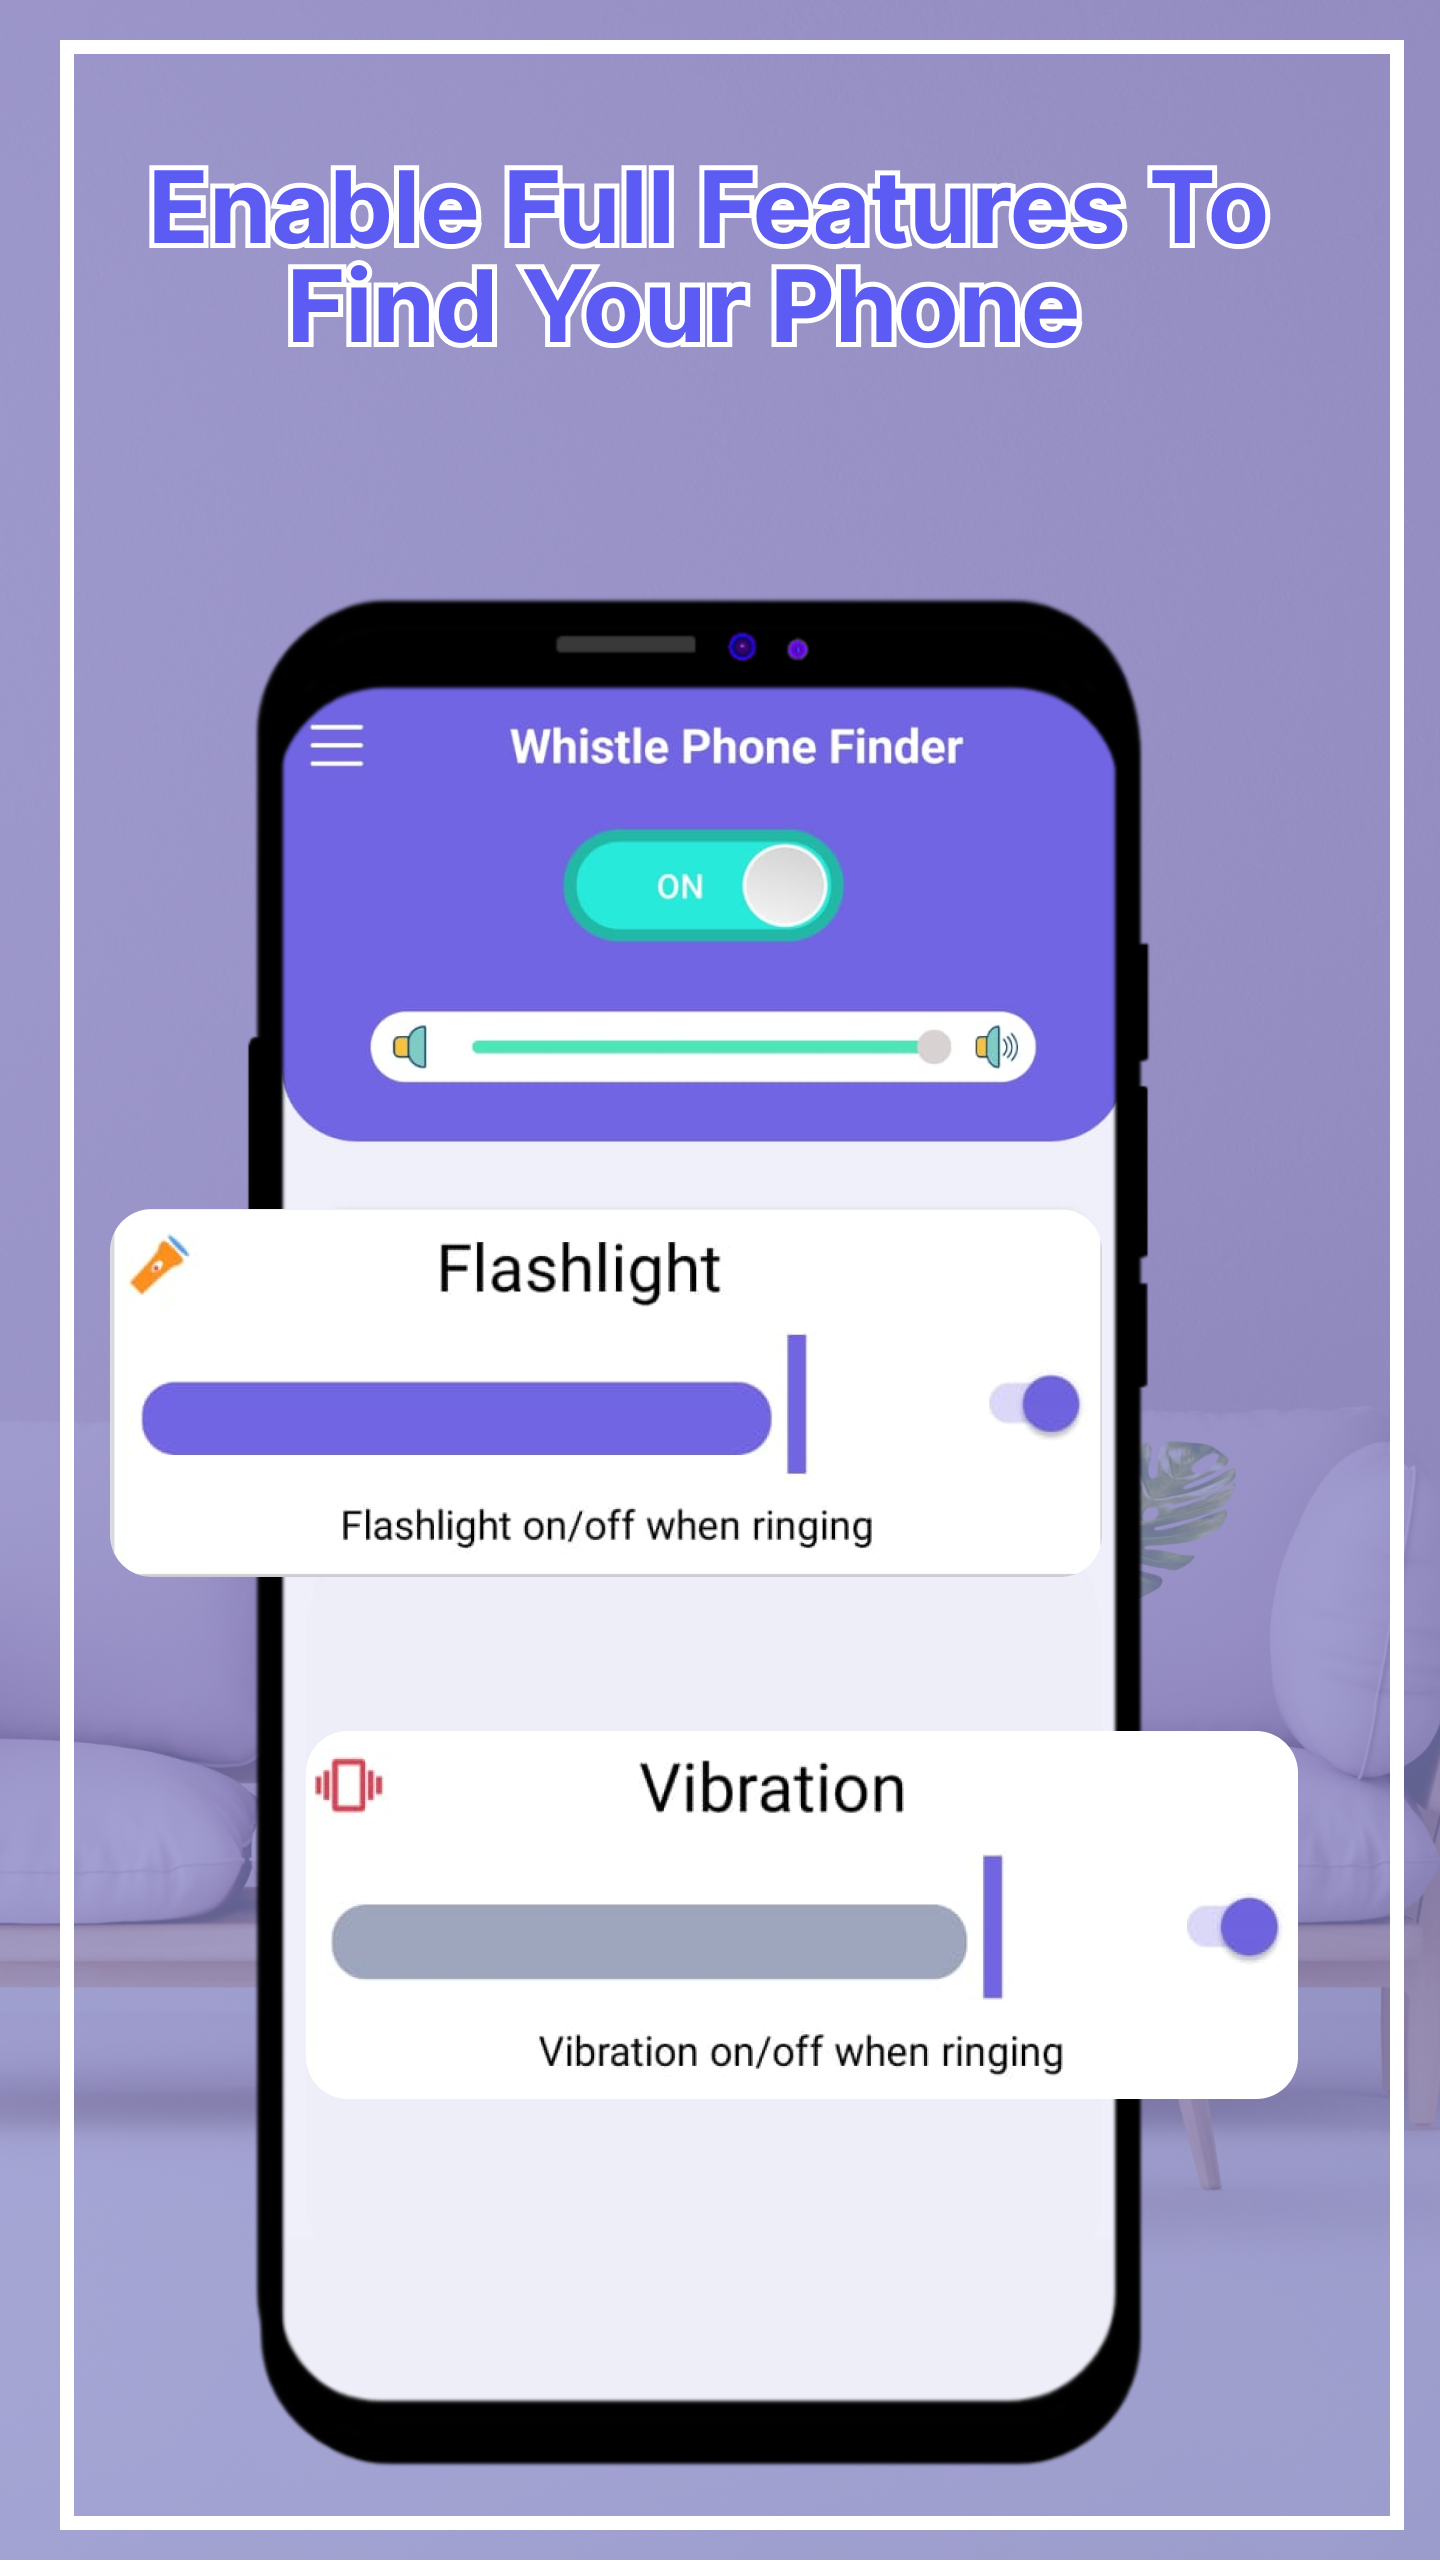 Enable Full Features To
Find Your Phone
Whistle Phone Finder
ON
Flashlight
Flashlight on/off when ringing
Vibration
Vibration on/off when ringing